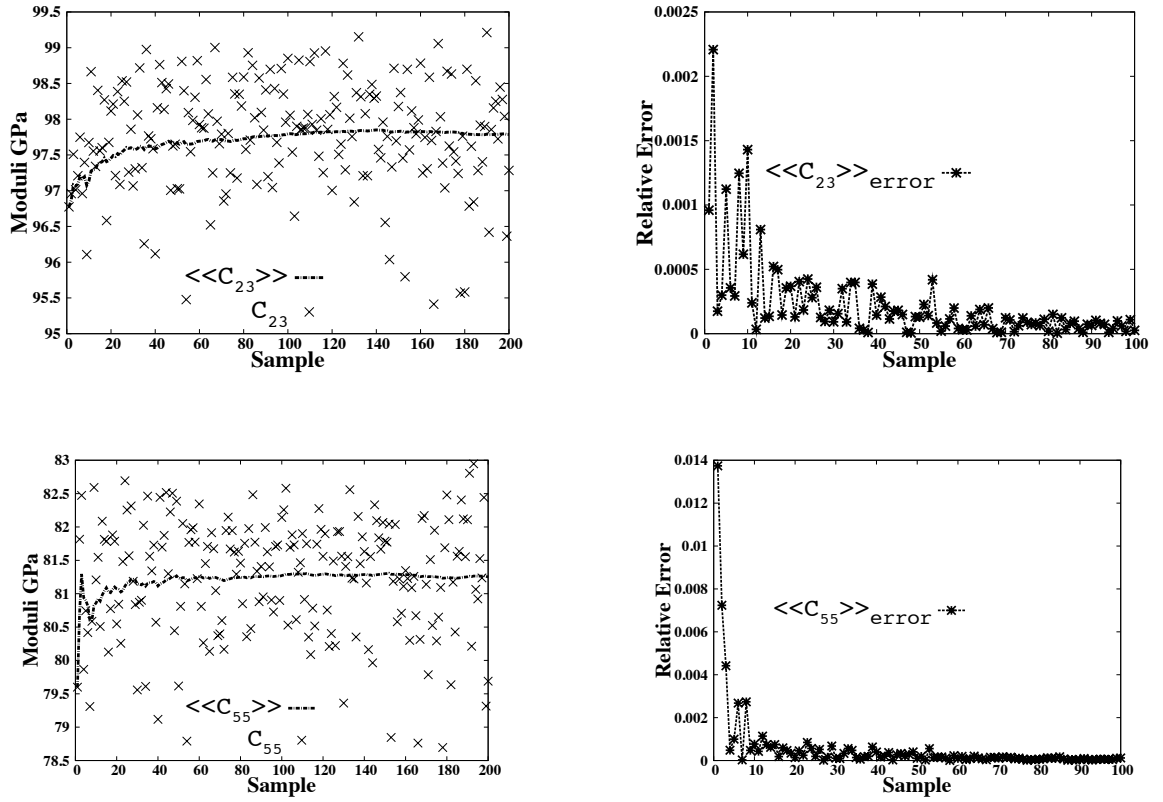 99.5
99
98.5
98
97.5
97
96.5
96
95.5
95
Moduli GPa
<<C23>>
C23
0 20 40 60 80 100 120 140 160 180 200
Sample
0.0025
0.002
0.0015
0.001
0.0005
0
Relative Error
<<C23>>error
0 10 20 30 40 50 60 70 80 90 100
Sample
83
82.5
82
81.5
81
80.5
80
79.5
79
78.5
Moduli GPa
<<C55>>
C55
0 20 40 60 80 100 120 140 160 180 200
Sample
0.014
0.012
0.01
0.008
0.006
0.004
0.002
0
Relative Error
<<C55>>error
0 10 20 30 40 50 60 70 80 90 100
Sample